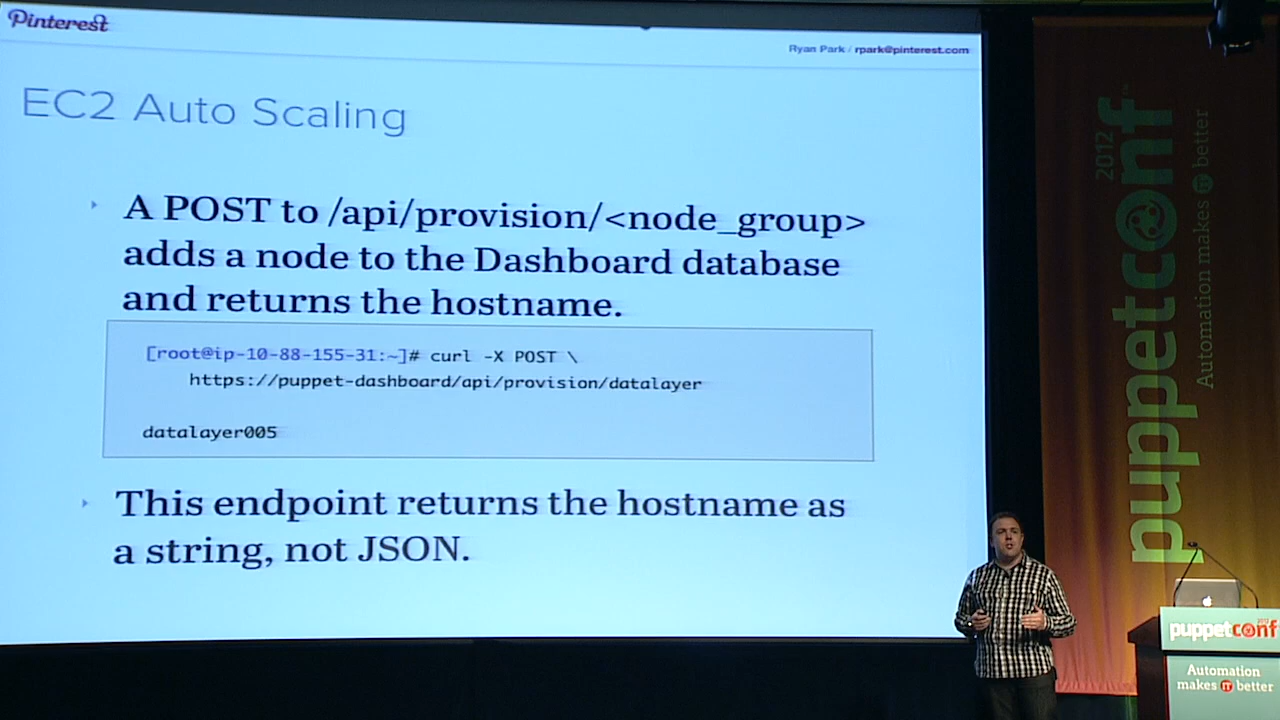 Pinterest
Ryan Park / rpark@pinterest.com
EC2 Auto Scaling
A POST to /api/provision/<node_group>
adds a node to the Dashboard database
and returns the hostname.
[root@ip-10-88-155-31:~]# curl -X POST \
https://puppet-dashboard/api/provision/datalayer
datalayer005
This endpoint returns the hostname as
a string, not JSON.
puppetconf™
2012
Automation makes IT better
puppetconf
2012
Automation
makes IT better